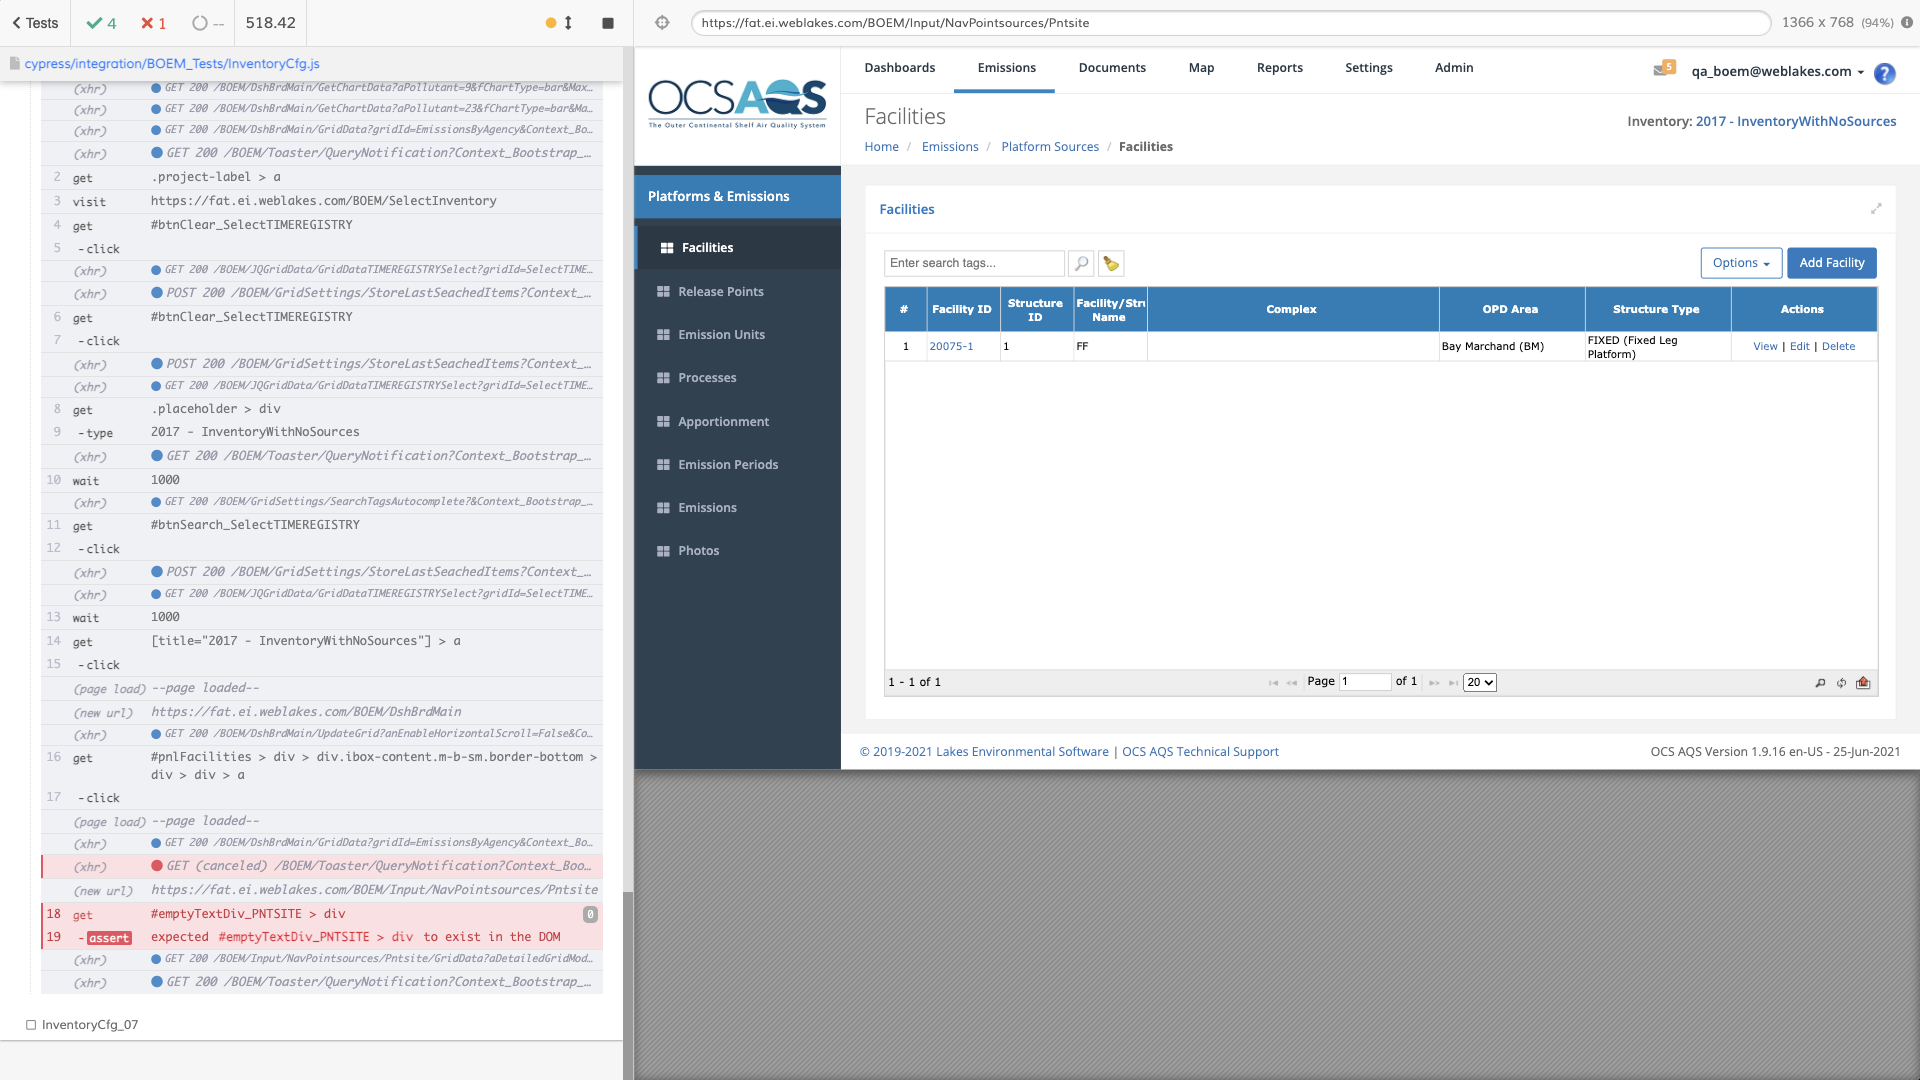 Tests
4
1
--
518.42
https://fat.ei.weblakes.com/BOEM/Input/NavPointsources/Pntsite
1366 x 768 (94%)
cypress/integration/BOEM_Tests/InventoryCfg.js
(xhr) GET 200 /BOEM/DshBrdMain/GetChartData?aPollutant=9&fChartType=bar&Max...
(xhr) GET 200 /BOEM/DshBrdMain/GetChartData?aPollutant=23&fChartType=bar&Ma...
(xhr) GET 200 /BOEM/DshBrdMain/GridData?gridId=EmissionsByAgency&Context_Bo...
(xhr) GET 200 /BOEM/Toaster/QueryNotification?Context_Bootstrap_...
2 get .project-label > a
3 visit https://fat.ei.weblakes.com/BOEM/SelectInventory
4 get #btnClear_SelectTIMEREGISTRY
5 -click
(xhr) GET 200 /BOEM/JQGridData/GridDataTIMEREGISTRYSelect?gridId=SelectTIME...
(xhr) POST 200 /BOEM/GridSettings/StoreLastSeachedItems?Context_...
6 get #btnClear_SelectTIMEREGISTRY
7 -click
(xhr) POST 200 /BOEM/GridSettings/StoreLastSeachedItems?Context_...
(xhr) GET 200 /BOEM/JQGridData/GridDataTIMEREGISTRYSelect?gridId=SelectTIME...
8 get .placeholder > div
9 -type 2017 - InventoryWithNoSources
(xhr) GET 200 /BOEM/Toaster/QueryNotification?Context_Bootstrap_...
10 wait 1000
(xhr) GET 200 /BOEM/GridSettings/SearchTagsAutocomplete?&Context_Bootstrap_...
11 get #btnSearch_SelectTIMEREGISTRY
12 -click
(xhr) POST 200 /BOEM/GridSettings/StoreLastSeachedItems?Context_...
(xhr) GET 200 /BOEM/JQGridData/GridDataTIMEREGISTRYSelect?gridId=SelectTIME...
13 wait 1000
14 get [title="2017 - InventoryWithNoSources"] > a
15 -click
(page load) --page loaded--
(new url) https://fat.ei.weblakes.com/BOEM/DshBrdMain
(xhr) GET 200 /BOEM/DshBrdMain/UpdateGrid?anEnableHorizontalScroll=False&Co...
16 get #pnlFacilities > div > div.ibox-content.m-b-sm.border-bottom >
div > div > a
17 -click
(page load) --page loaded--
(xhr) GET 200 /BOEM/DshBrdMain/GridData?gridId=EmissionsByAgency&Context_Bo...
(xhr) GET (canceled) /BOEM/Toaster/QueryNotification?Context_Boo...
(new url) https://fat.ei.weblakes.com/BOEM/Input/NavPointsources/Pntsite
18 get #emptyTextDiv_PNTSITE > div 0
19 -assert expected #emptyTextDiv_PNTSITE > div to exist in the DOM
(xhr) GET 200 /BOEM/Input/NavPointsources/Pntsite/GridData?aDetailedGridMod...
(xhr) GET 200 /BOEM/Toaster/QueryNotification?Context_Bootstrap_...
InventoryCfg_07
OCSAQS
The Outer Continental Shelf Air Quality System
Dashboards Emissions Documents Map Reports Settings Admin
5
qa_boem@weblakes.com
?
Facilities
Inventory: 2017 - InventoryWithNoSources
Home / Emissions / Platform Sources / Facilities
Platforms & Emissions
Facilities
Release Points
Emission Units
Processes
Apportionment
Emission Periods
Emissions
Photos
Facilities
Enter search tags...
Options
Add Facility
# Facility ID Structure ID Facility/Stru Name Complex OPD Area Structure Type Actions
1 20075-1 1 FF Bay Marchand (BM) FIXED (Fixed Leg Platform) View | Edit | Delete
1 - 1 of 1
Page 1 of 1
20
© 2019-2021 Lakes Environmental Software | OCS AQS Technical Support
OCS AQS Version 1.9.16 en-US - 25-Jun-2021